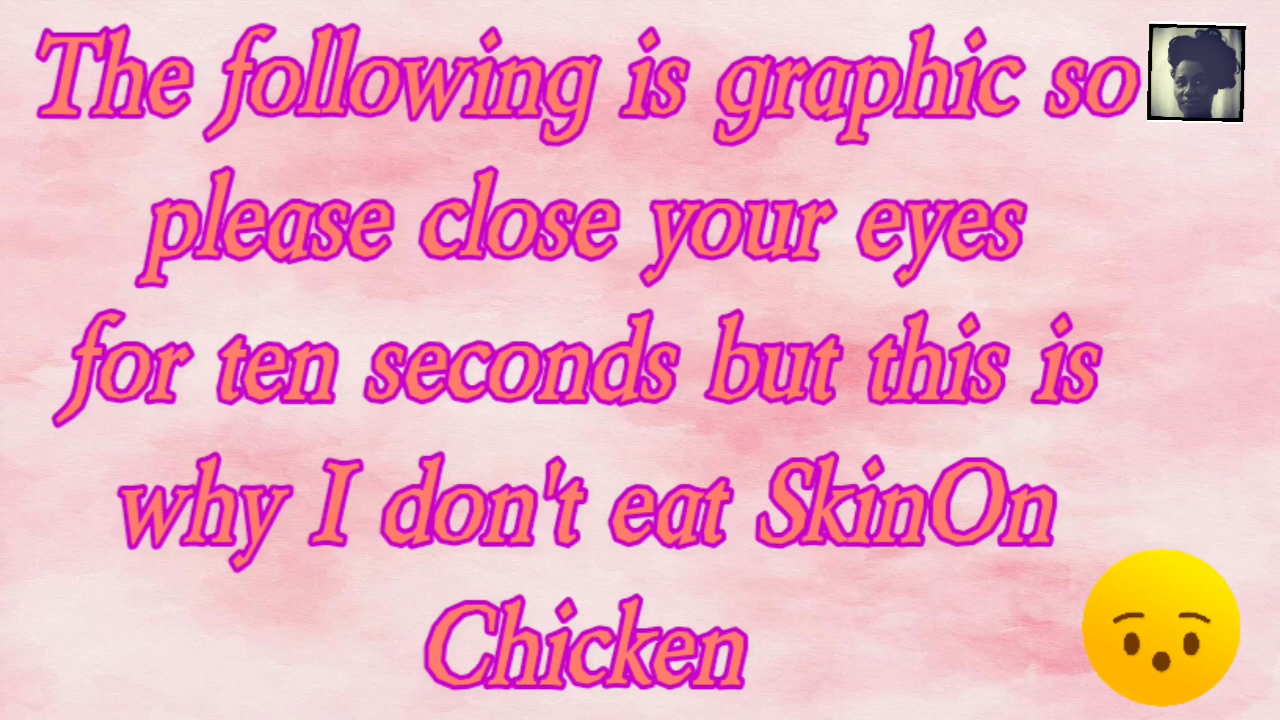 The following is graphic so
please close your eyes
for ten seconds but this is
why I don't eat SkinOn
Chicken